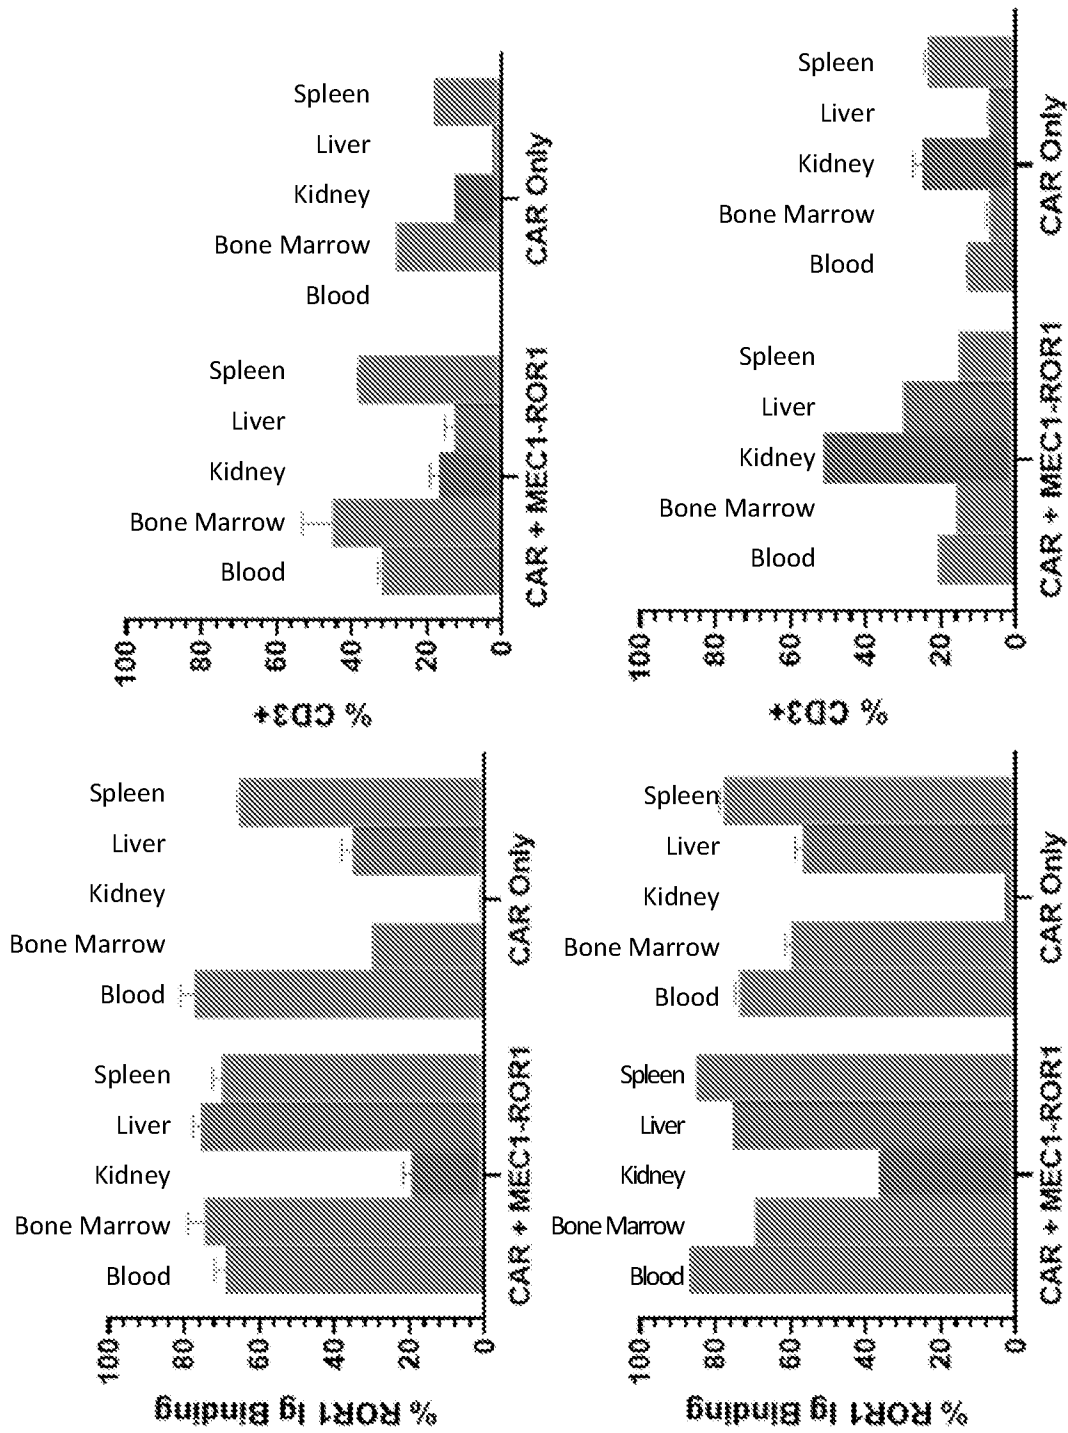 % ROR1 Ig Binding
100
80
60
40
20
0
Blood
Bone Marrow
Kidney
Liver
Spleen
Blood
Bone Marrow
Kidney
Liver
Spleen
CAR + MEC1-ROR1
CAR Only
% CD3+
100
80
60
40
20
0
Blood
Bone Marrow
Kidney
Liver
Spleen
Blood
Bone Marrow
Kidney
Liver
Spleen
CAR + MEC1-ROR1
CAR Only
% ROR1 Ig Binding
100
80
60
40
20
0
Blood
Bone Marrow
Kidney
Liver
Spleen
Blood
Bone Marrow
Kidney
Liver
Spleen
CAR + MEC1-ROR1
CAR Only
% CD3+
100
80
60
40
20
0
Blood
Bone Marrow
Kidney
Liver
Spleen
Blood
Bone Marrow
Kidney
Liver
Spleen
CAR + MEC1-ROR1
CAR Only